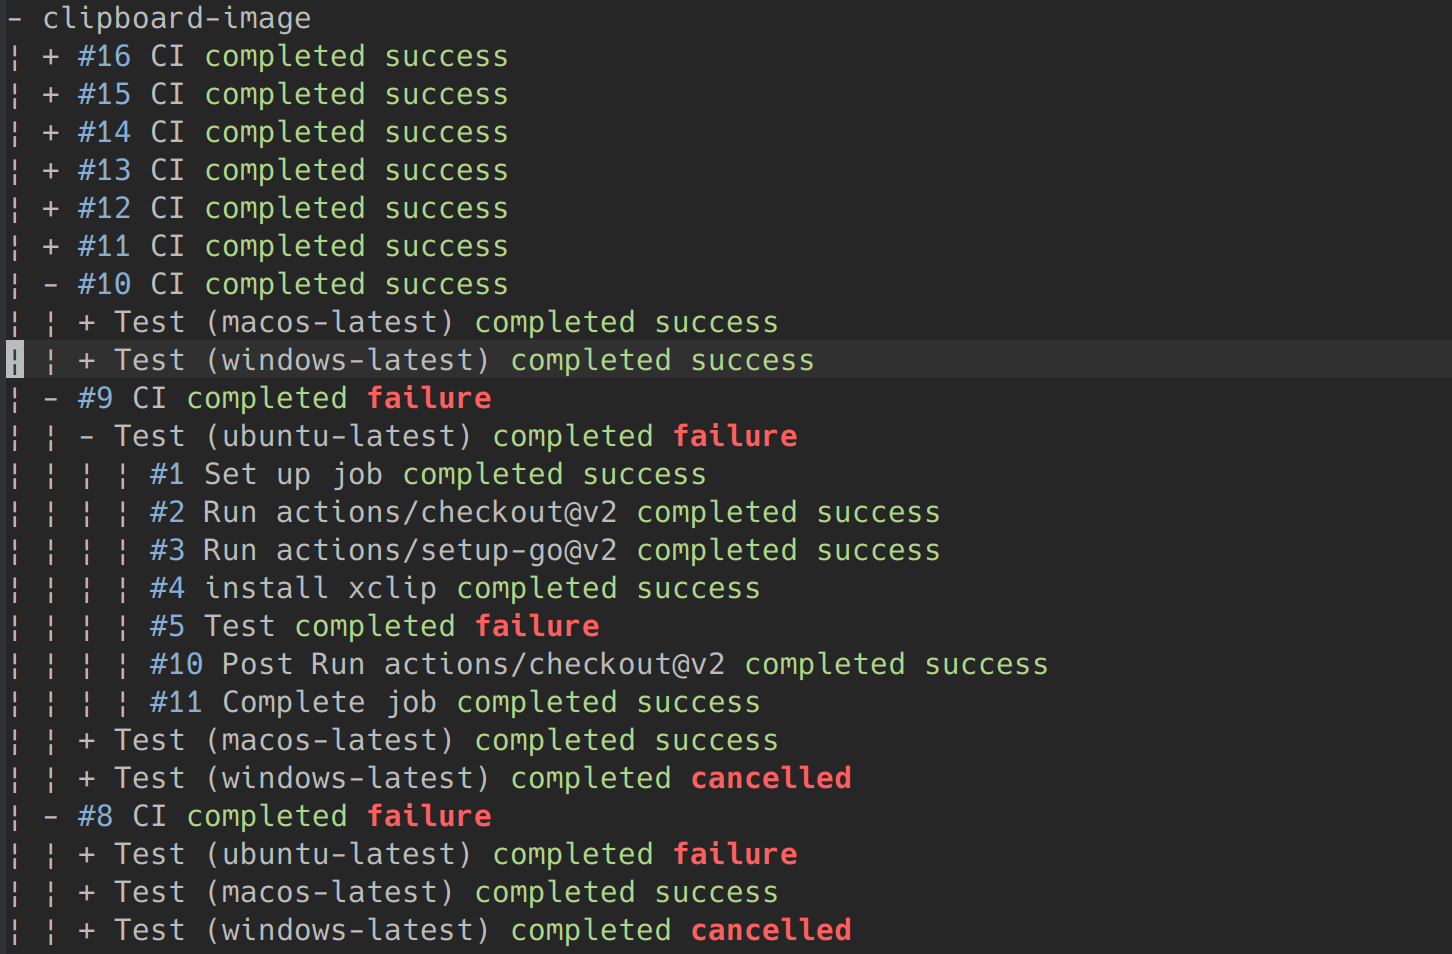 - clipboard-image
¦ + #16 CI completed success
¦ + #15 CI completed success
¦ + #14 CI completed success
¦ + #13 CI completed success
¦ + #12 CI completed success
¦ + #11 CI completed success
¦ - #10 CI completed success
¦ ¦ + Test (macos-latest) completed success
¦ ¦ + Test (windows-latest) completed success
¦ - #9 CI completed failure
¦ ¦ - Test (ubuntu-latest) completed failure
¦ ¦ ¦ ¦ #1 Set up job completed success
¦ ¦ ¦ ¦ #2 Run actions/checkout@v2 completed success
¦ ¦ ¦ ¦ #3 Run actions/setup-go@v2 completed success
¦ ¦ ¦ ¦ #4 install xclip completed success
¦ ¦ ¦ ¦ #5 Test completed failure
¦ ¦ ¦ ¦ #10 Post Run actions/checkout@v2 completed success
¦ ¦ ¦ ¦ #11 Complete job completed success
¦ ¦ + Test (macos-latest) completed success
¦ ¦ + Test (windows-latest) completed cancelled
¦ - #8 CI completed failure
¦ ¦ + Test (ubuntu-latest) completed failure
¦ ¦ + Test (macos-latest) completed success
¦ ¦ + Test (windows-latest) completed cancelled